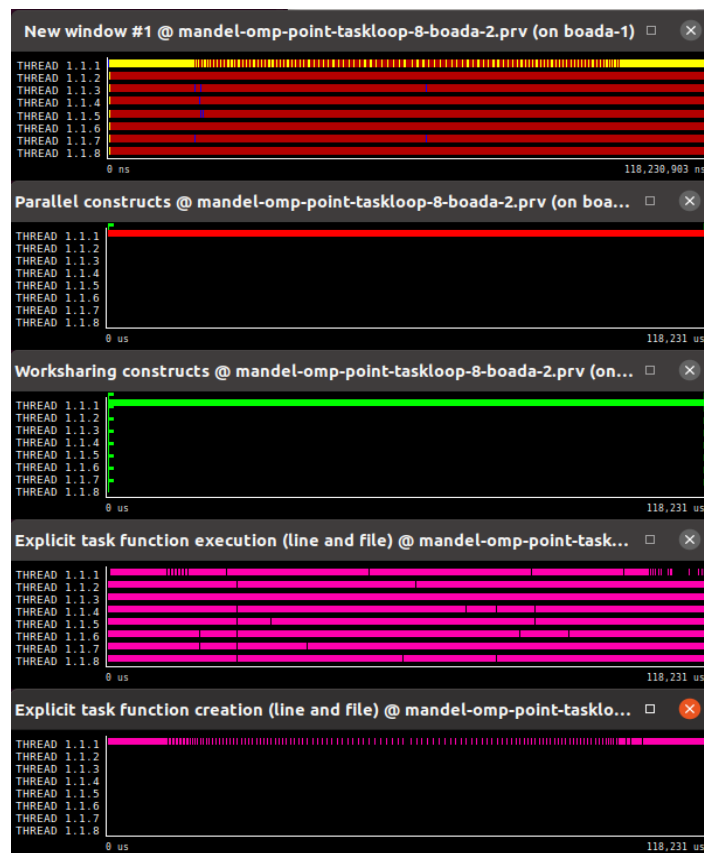 New window #1 @ mandel-omp-point-taskloop-8-boada-2.prv (on boada-1)
THREAD 1.1.1
THREAD 1.1.2
THREAD 1.1.3
THREAD 1.1.4
THREAD 1.1.5
THREAD 1.1.6
THREAD 1.1.7
THREAD 1.1.8
0 ns 118,230,903 ns
Parallel constructs @ mandel-omp-point-taskloop-8-boada-2.prv (on boa...
THREAD 1.1.1
THREAD 1.1.2
THREAD 1.1.3
THREAD 1.1.4
THREAD 1.1.5
THREAD 1.1.6
THREAD 1.1.7
THREAD 1.1.8
0 us 118,231 us
Worksharing constructs @ mandel-omp-point-taskloop-8-boada-2.prv (on...
THREAD 1.1.1
THREAD 1.1.2
THREAD 1.1.3
THREAD 1.1.4
THREAD 1.1.5
THREAD 1.1.6
THREAD 1.1.7
THREAD 1.1.8
0 us 118,231 us
Explicit task function execution (line and file) @ mandel-omp-point-task...
THREAD 1.1.1
THREAD 1.1.2
THREAD 1.1.3
THREAD 1.1.4
THREAD 1.1.5
THREAD 1.1.6
THREAD 1.1.7
THREAD 1.1.8
0 us 118,231 us
Explicit task function creation (line and file) @ mandel-omp-point-tasklo...
THREAD 1.1.1
THREAD 1.1.2
THREAD 1.1.3
THREAD 1.1.4
THREAD 1.1.5
THREAD 1.1.6
THREAD 1.1.7
THREAD 1.1.8
0 us 118,231 us